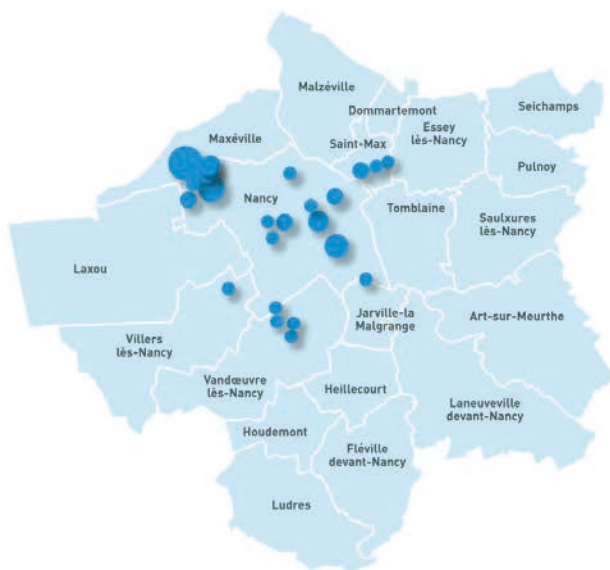 Malzéville
Seichamps
Dommartemont
Essey
lès-Nancy
Maxéville
Saint-Max
Pulnoy
Nancy
Tomblaine
Saulxures
lès-Nancy
Laxou
Jarville-la
Malgrange
Art-sur-Meurthe
Villers
lès-Nancy
Vandœuvre
lès-Nancy
Heillecourt
Laneuveville
devant-Nancy
Houdemont
Fléville
devant-Nancy
Ludres